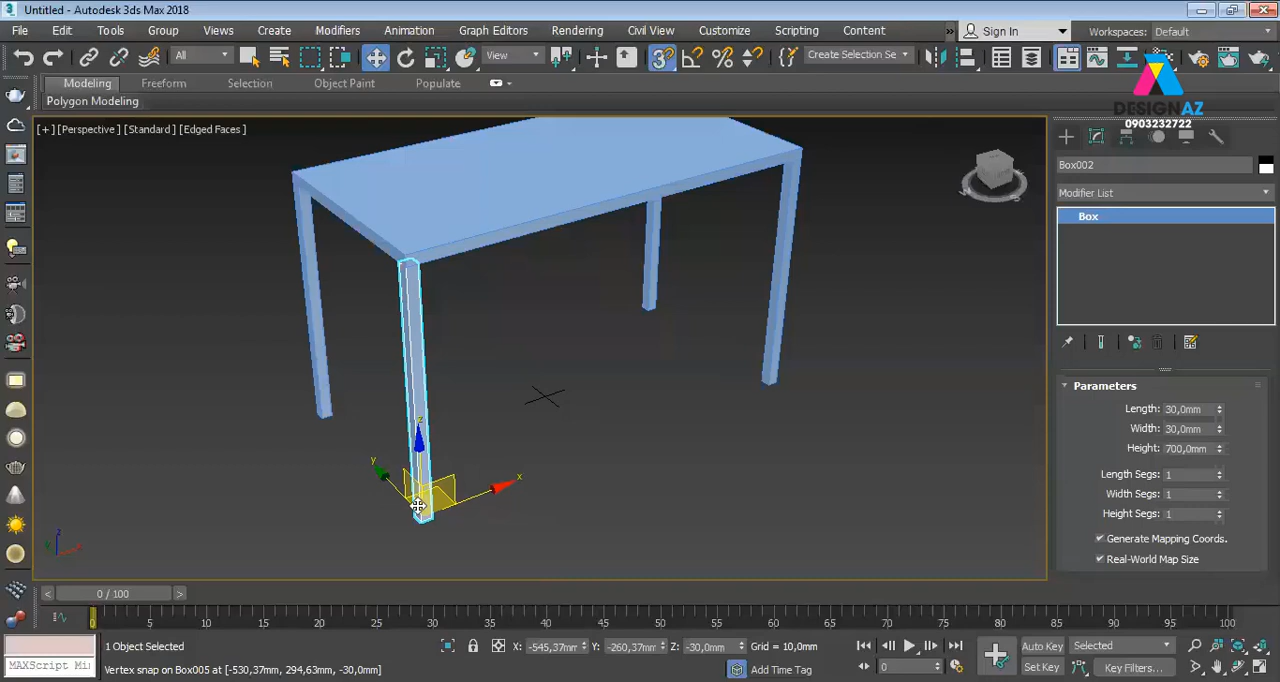 Untitled - Autodesk 3ds Max 2018
File Edit Tools Group Views Create Modifiers Animation Graph Editors Rendering Civil View Customize Scripting Content » Sign In Workspaces: Default
All View 3 Create Selection Se
Modeling Freeform Selection Object Paint Populate
Polygon Modeling
DESIGNAZ
0903232722
[+] [Perspective] [Standard] [Edged Faces]
Box002
Modifier List
Box
Parameters
Length: 30,0mm
Width: 30,0mm
Height: 700,0mm
Length Segs: 1
Width Segs: 1
Height Segs: 1
Generate Mapping Coords.
Real-World Map Size
z
y
x
z
y
x
< 0 / 100 >
0 5 10 15 20 25 30 35 40 45 50 55 60 65 70 75 80 85 90 95 100
1 Object Selected X: -545,37mm Y: -260,37mm Z: -30,0mm Grid = 10,0mm Auto Key Selected
MAXScript Mi Vertex snap on Box005 at [-530,37mm, 294,63mm, -30,0mm] Add Time Tag 0 Set Key Key Filters...